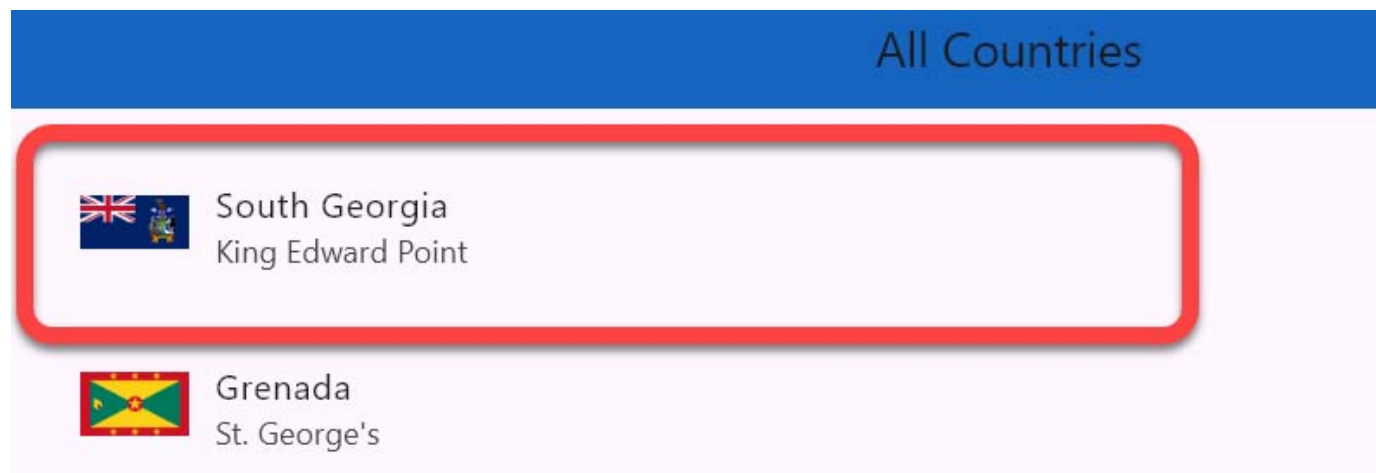 All Countries
South Georgia
King Edward Point
Grenada
St. George's